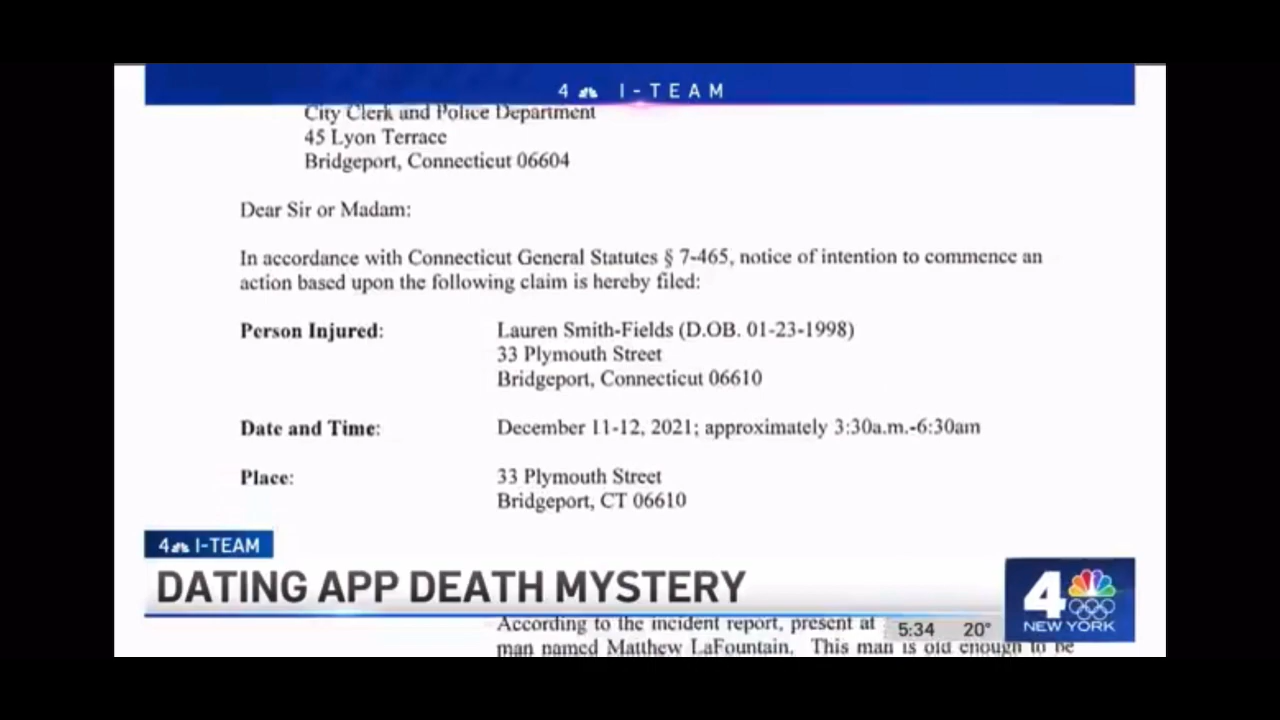 4 I-TEAM
City Clerk and Police Department
45 Lyon Terrace
Bridgeport, Connecticut 06604
Dear Sir or Madam:
In accordance with Connecticut General Statutes § 7-465, notice of intention to commence an
action based upon the following claim is hereby filed:
Person Injured: Lauren Smith-Fields (D.OB. 01-23-1998)
33 Plymouth Street
Bridgeport, Connecticut 06610
Date and Time: December 11-12, 2021; approximately 3:30a.m.-6:30am
Place: 33 Plymouth Street
Bridgeport, CT 06610
4 I-TEAM
DATING APP DEATH MYSTERY
4
NEW YORK
According to the incident report, present at
5:34 20°
man named Matthew LaFountain. This man is old enough to be